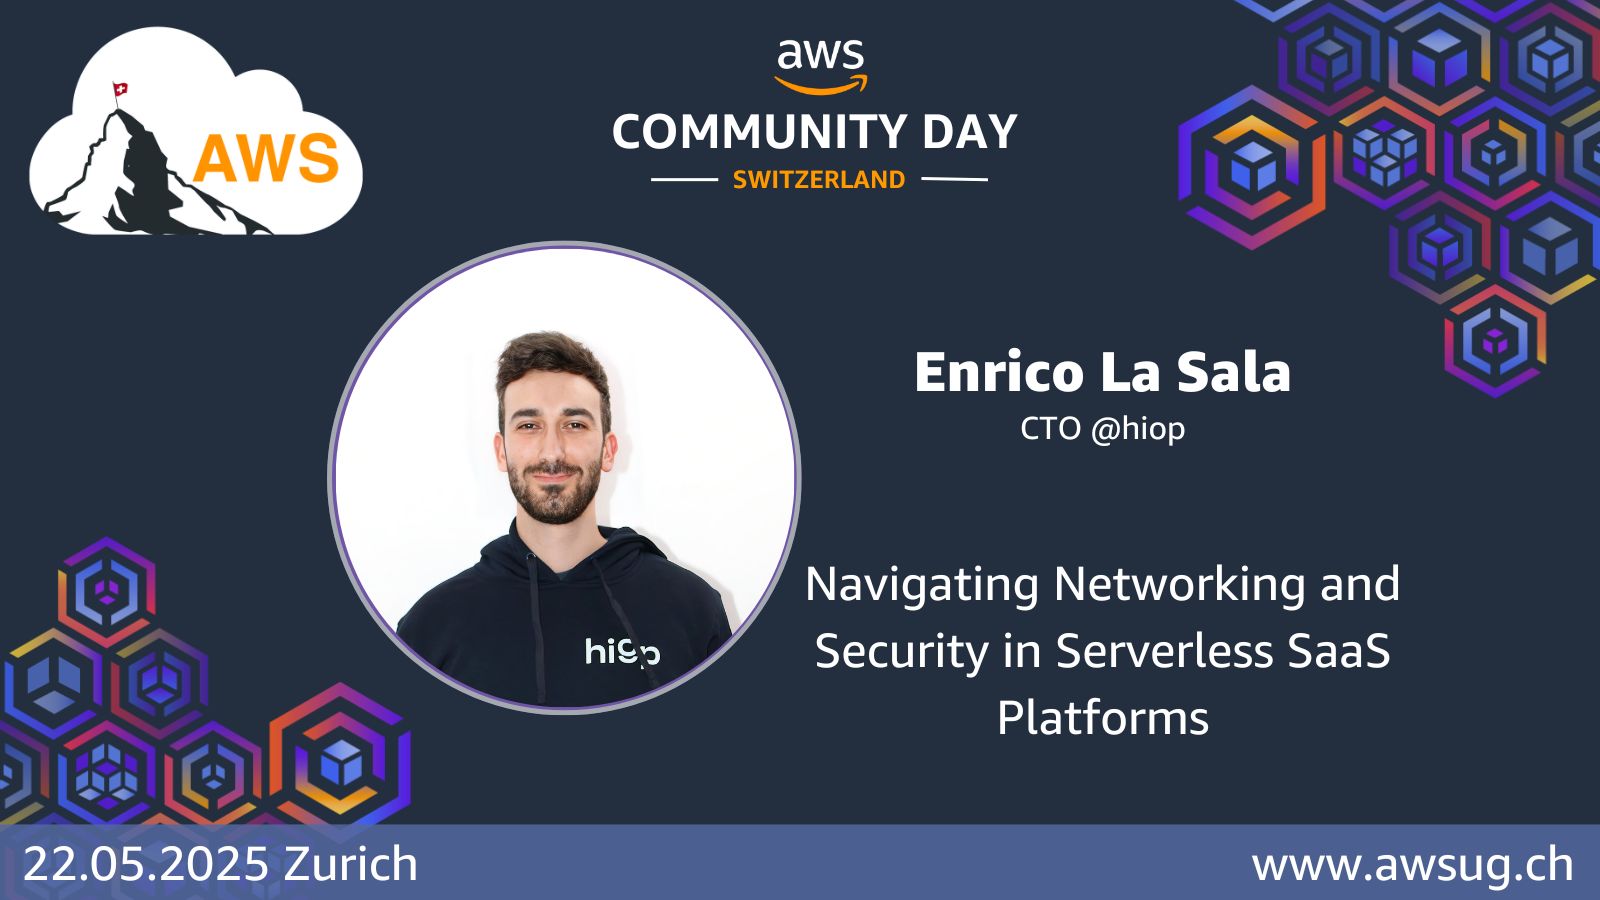 AWS
aws
COMMUNITY DAY
SWITZERLAND
Enrico La Sala
CTO @hiop
hiop
Navigating Networking and
Security in Serverless SaaS
Platforms
22.05.2025 Zurich
www.awsug.ch